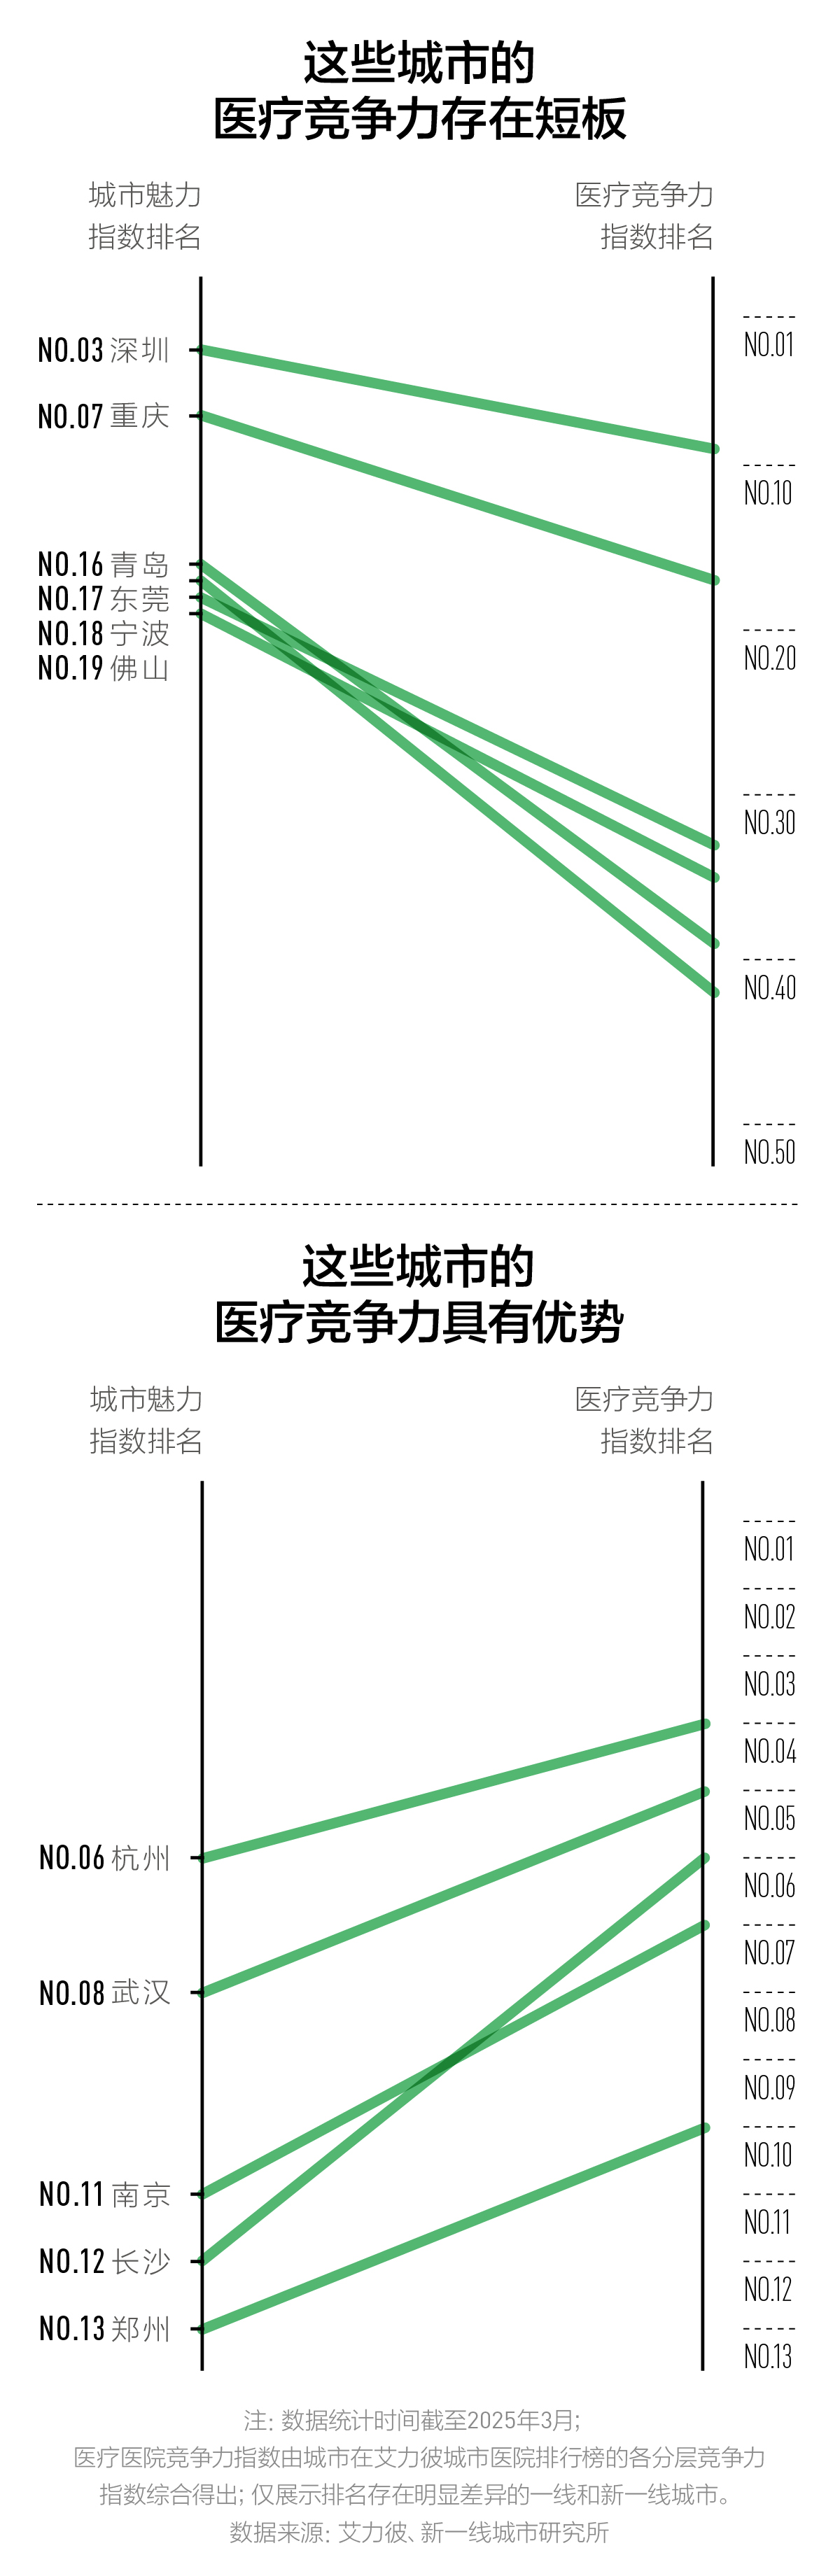 这些城市的
医疗竞争力存在短板
城市魅力
指数排名
医疗竞争力
指数排名
NO.03 深圳
NO.07 重庆
NO.16 青岛
NO.17 东莞
NO.18 宁波
NO.19 佛山
NO.01
NO.10
NO.20
NO.30
NO.40
NO.50
这些城市的
医疗竞争力具有优势
城市魅力
指数排名
医疗竞争力
指数排名
NO.06 杭州
NO.08 武汉
NO.11 南京
NO.12 长沙
NO.13 郑州
NO.01
NO.02
NO.03
NO.04
NO.05
NO.06
NO.07
NO.08
NO.09
NO.10
NO.11
NO.12
NO.13
注：数据统计时间截至2025年3月；
医疗医院竞争力指数由城市在艾力彼城市医院排行榜的各分层竞争力
指数综合得出；仅展示排名存在明显差异的一线和新一线城市。
数据来源：艾力彼、新一线城市研究所